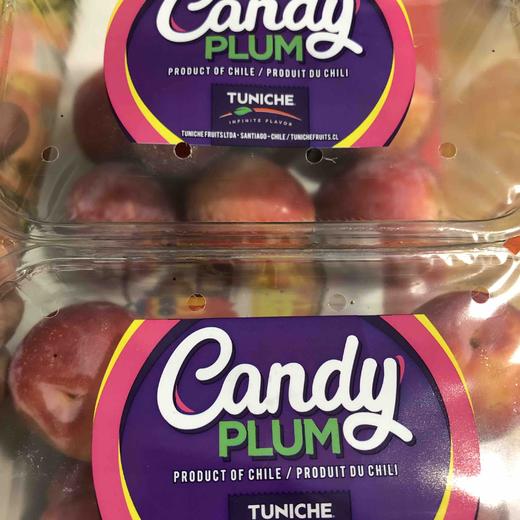 Candy
PLUM
PRODUCT OF CHILE / PRODUIT DU CHILI
TUNICHE
INFINITE FLAVOR
TUNICHE FRUITS LTDA - SANTIAGO - CHILE / TUNICHEFRUITS.CL
Candy
PLUM
PRODUCT OF CHILE / PRODUIT DU CHILI
TUNICHE